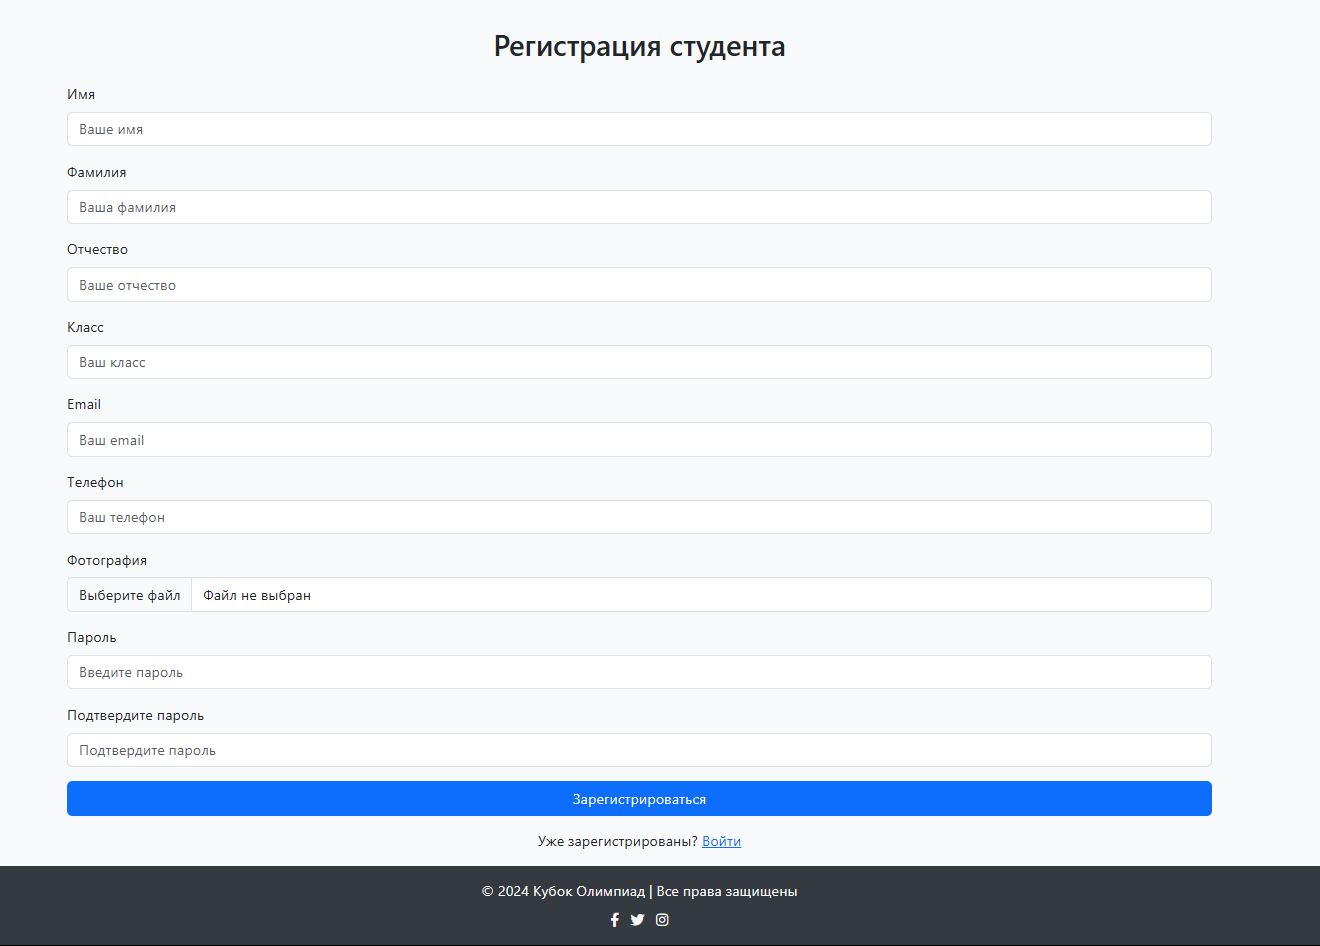 Регистрация студента
Имя
Ваше имя
Фамилия
Ваша фамилия
Отчество
Ваше отчество
Класс
Ваш класс
Email
Ваш email
Телефон
Ваш телефон
Фотография
Выберите файл Файл не выбран
Пароль
Введите пароль
Подтвердите пароль
Подтвердите пароль
Зарегистрироваться
Уже зарегистрированы? Войти
© 2024 Кубок Олимпиад | Все права защищены